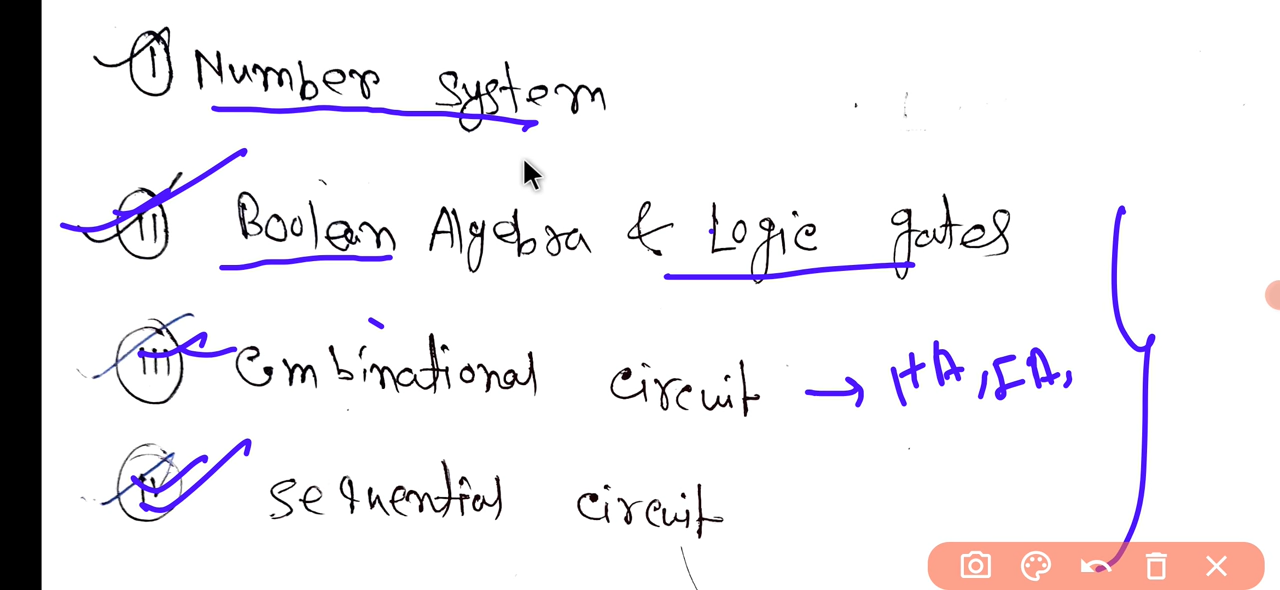 I Number system
II Boolean Algebra & Logic gates
III Combinational circuit → HA, FA,
IV sequential circuit